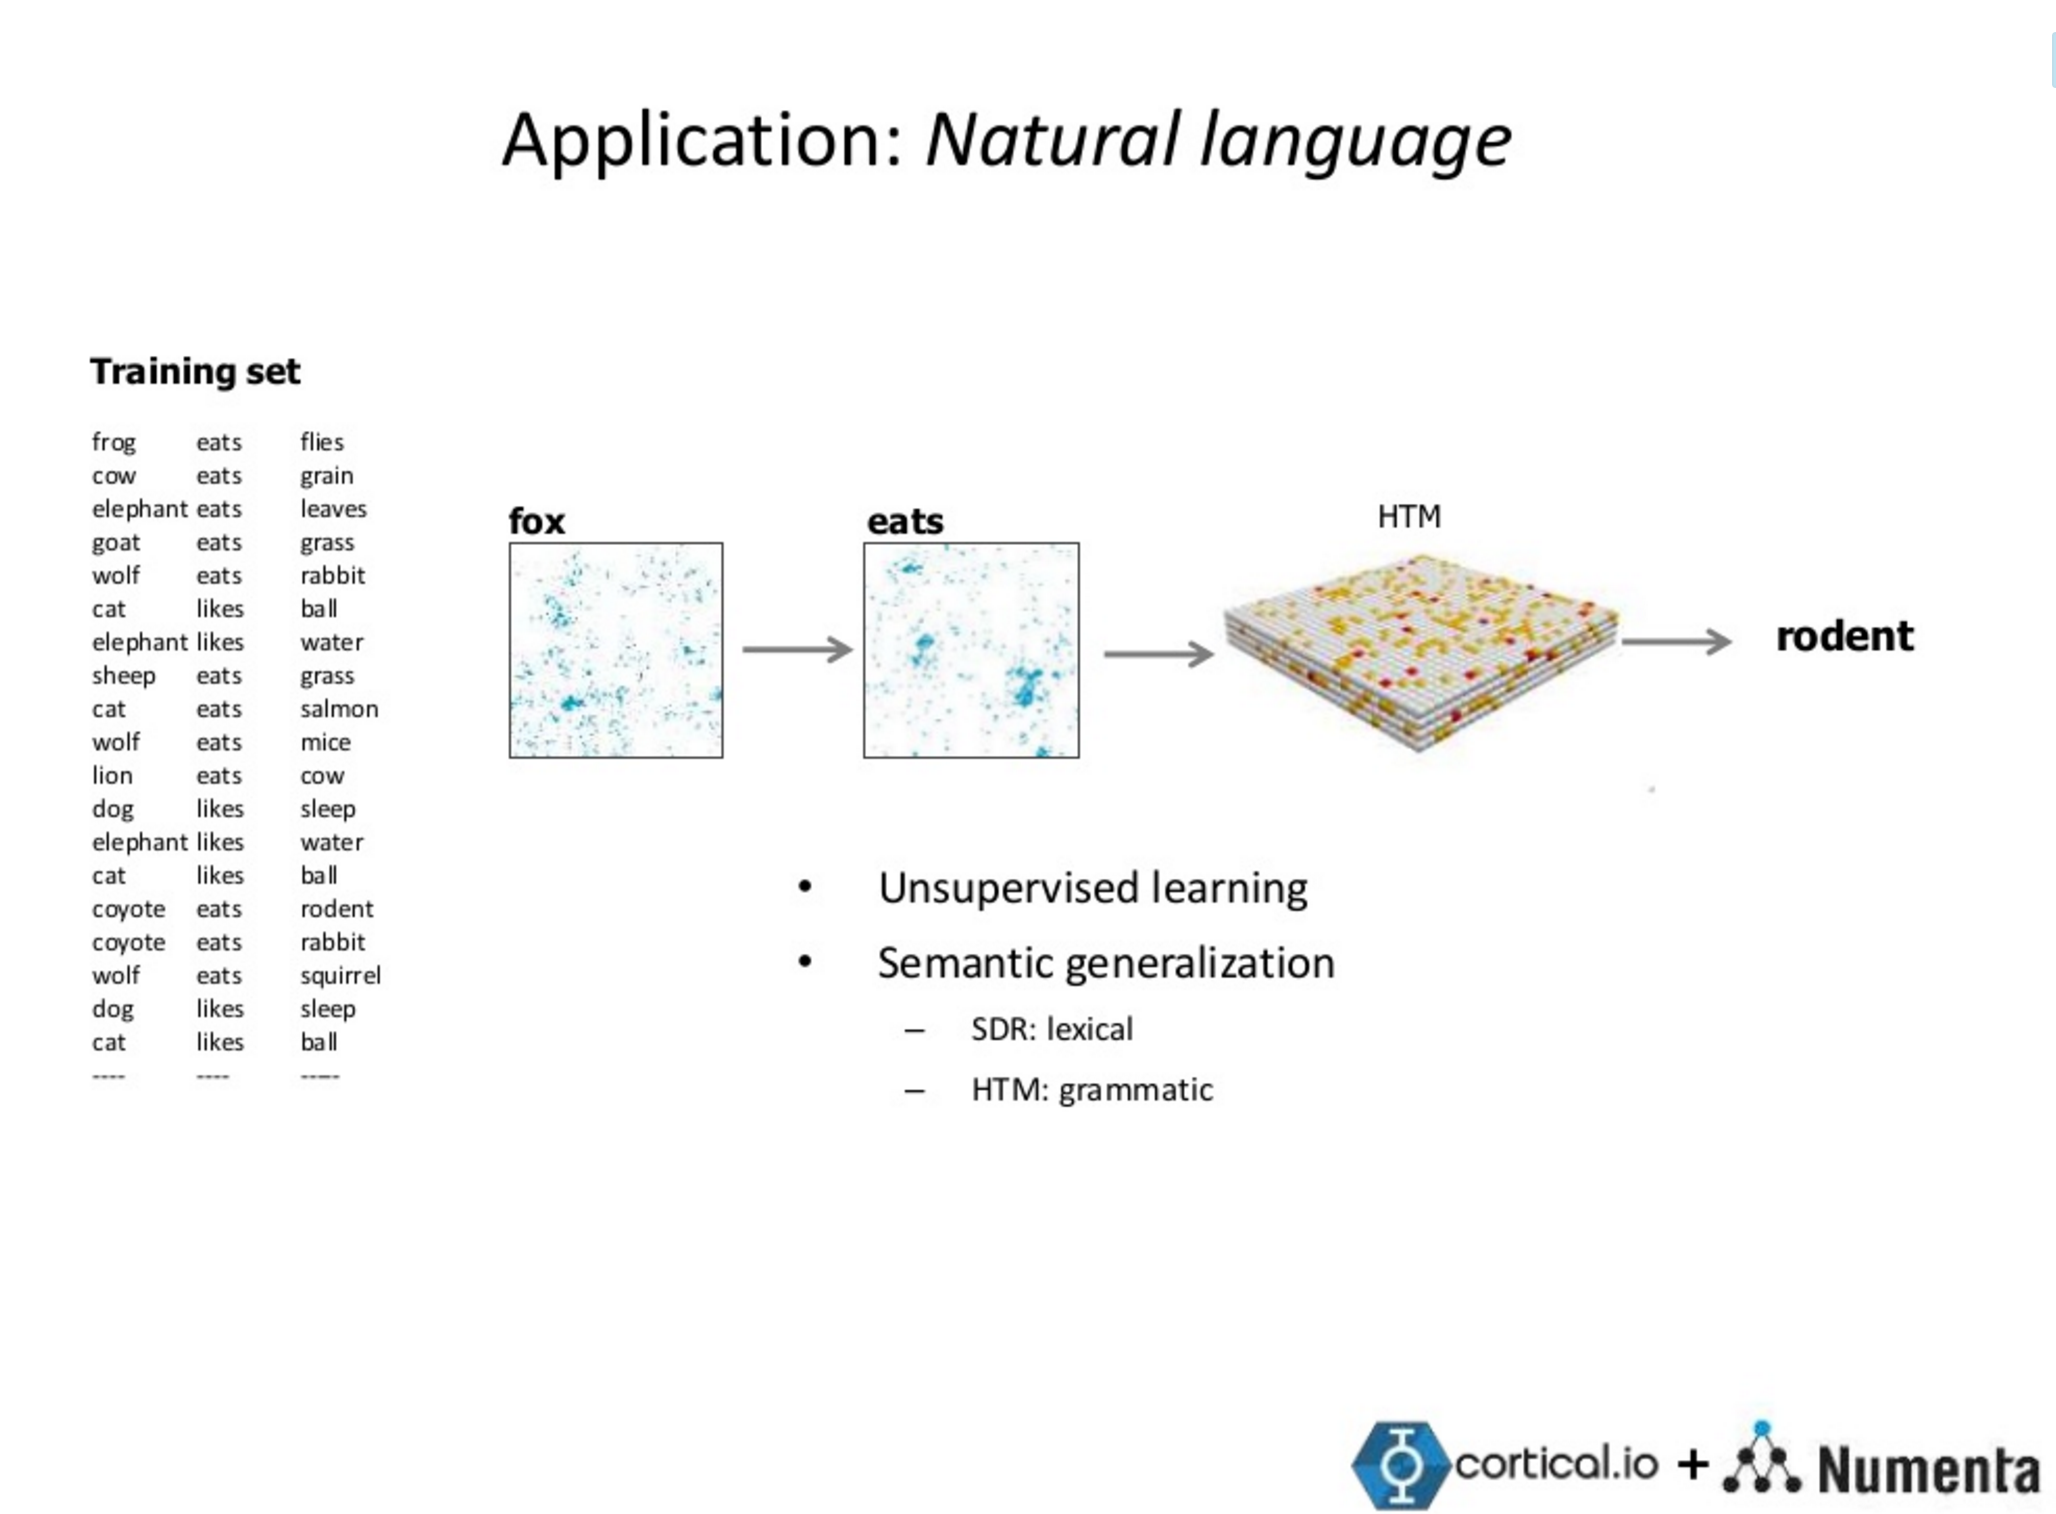 Application: Natural language
Training set
frog eats flies
cow eats grain
elephant eats leaves
goat eats grass
wolf eats rabbit
cat likes ball
elephant likes water
sheep eats grass
cat eats salmon
wolf eats mice
lion eats cow
dog likes sleep
elephant likes water
cat likes ball
coyote eats rodent
coyote eats rabbit
wolf eats squirrel
dog likes sleep
cat likes ball
---- ---- -----
fox
eats
HTM
rodent
• Unsupervised learning
• Semantic generalization
– SDR: lexical
– HTM: grammatic
cortical.io + Numenta